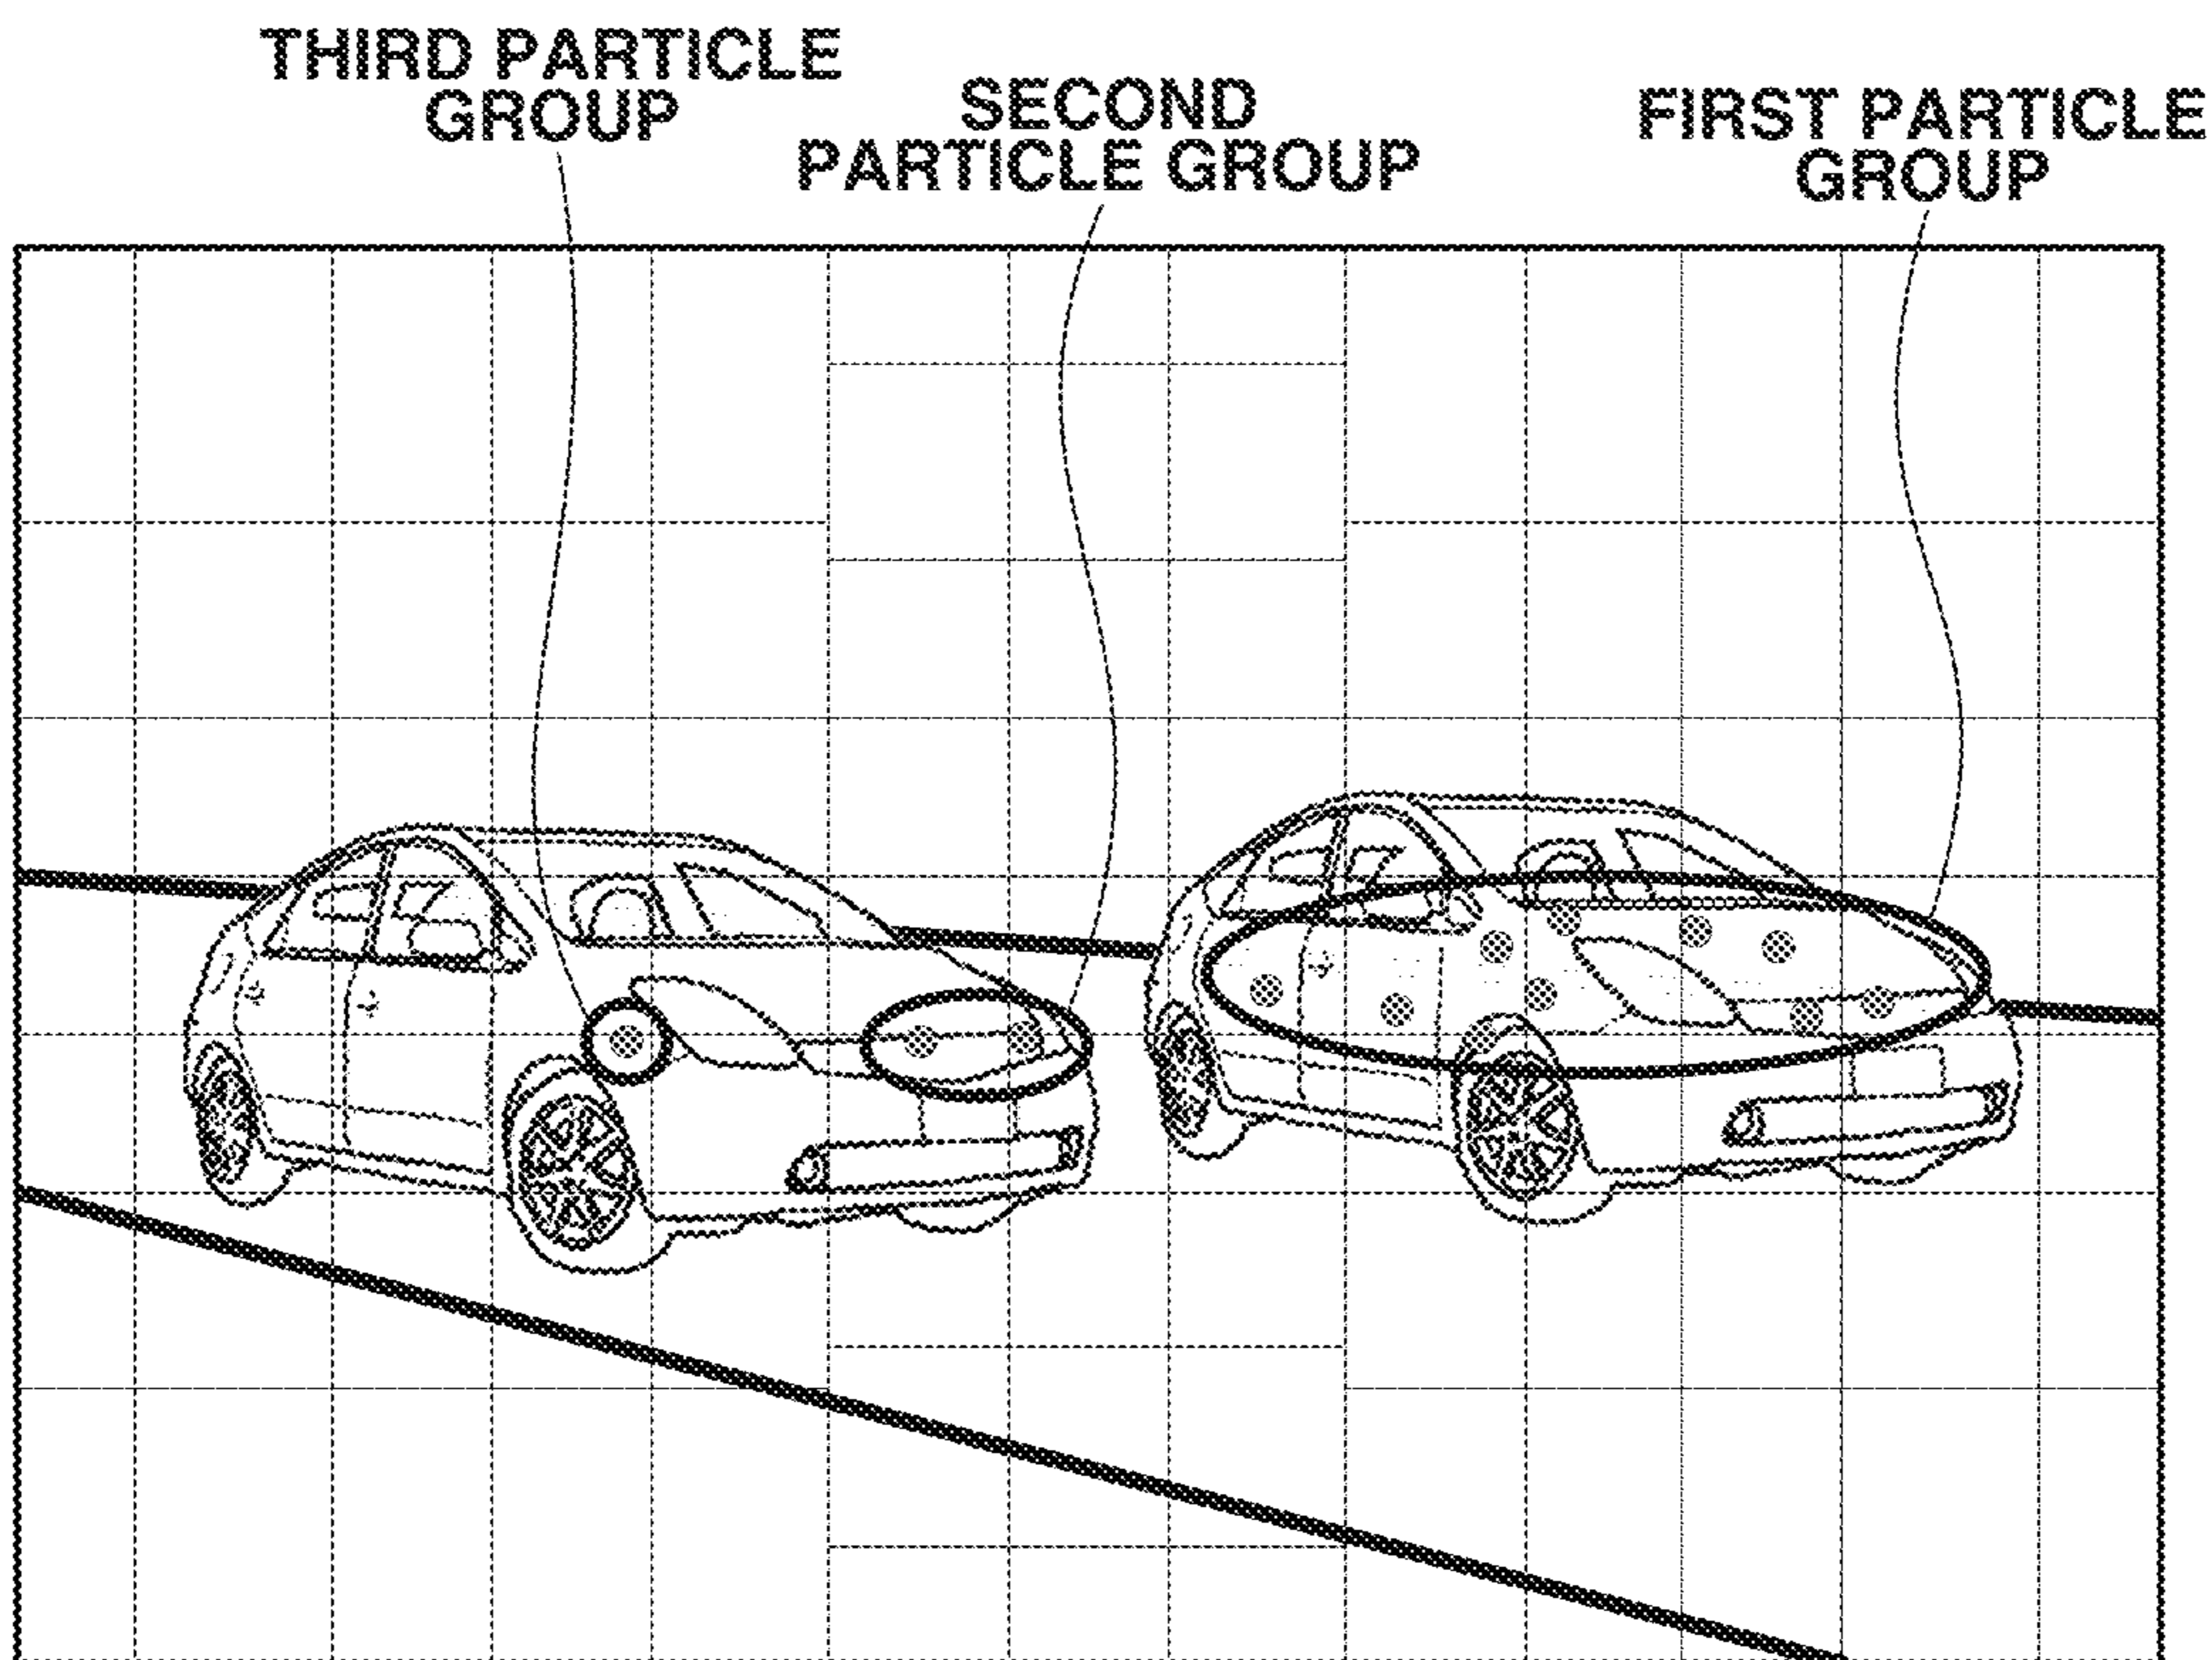 THIRD PARTICLE
GROUP
SECOND
PARTICLE GROUP
FIRST PARTICLE
GROUP